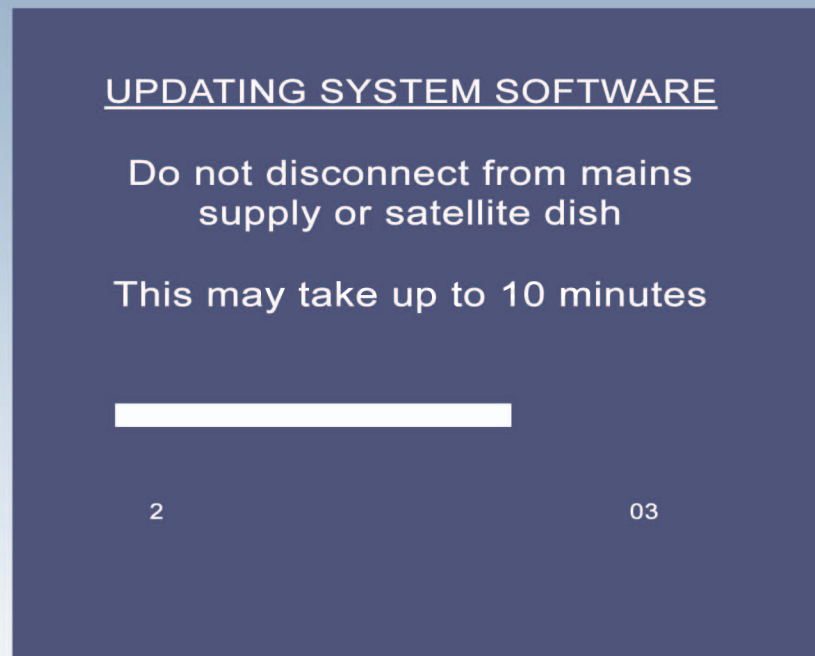 UPDATING SYSTEM SOFTWARE
Do not disconnect from mains
supply or satellite dish
This may take up to 10 minutes
2 03